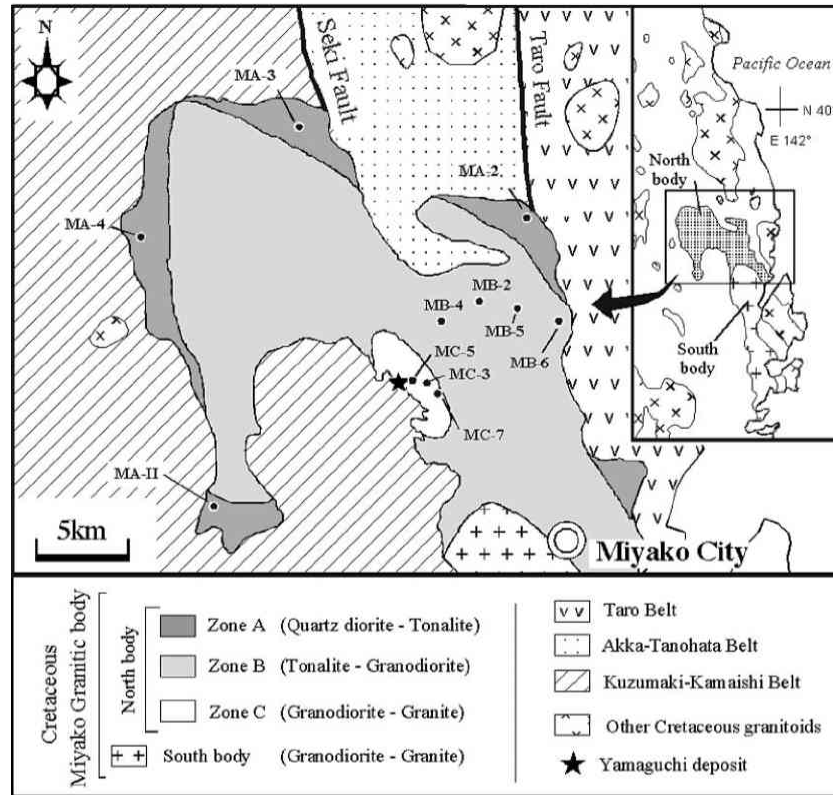 N
MA-3
Seki Fault
Taro Fault
MA-2
MA-4
Pacific Ocean
N 40
E 142°
North
body
South
body
MB-2
MB-4
MB-5
MB-6
MC-5
MC-3
MC-7
MA-II
5km
Miyako City
Cretaceous
Miyako Granitic body
North body
Zone A (Quartz diorite - Tonalite)
Zone B (Tonalite - Granodiorite)
Zone C (Granodiorite - Granite)
South body (Granodiorite - Granite)
Taro Belt
Akka-Tanohata Belt
Kuzumaki-Kamaishi Belt
Other Cretaceous granitoids
Yamaguchi deposit